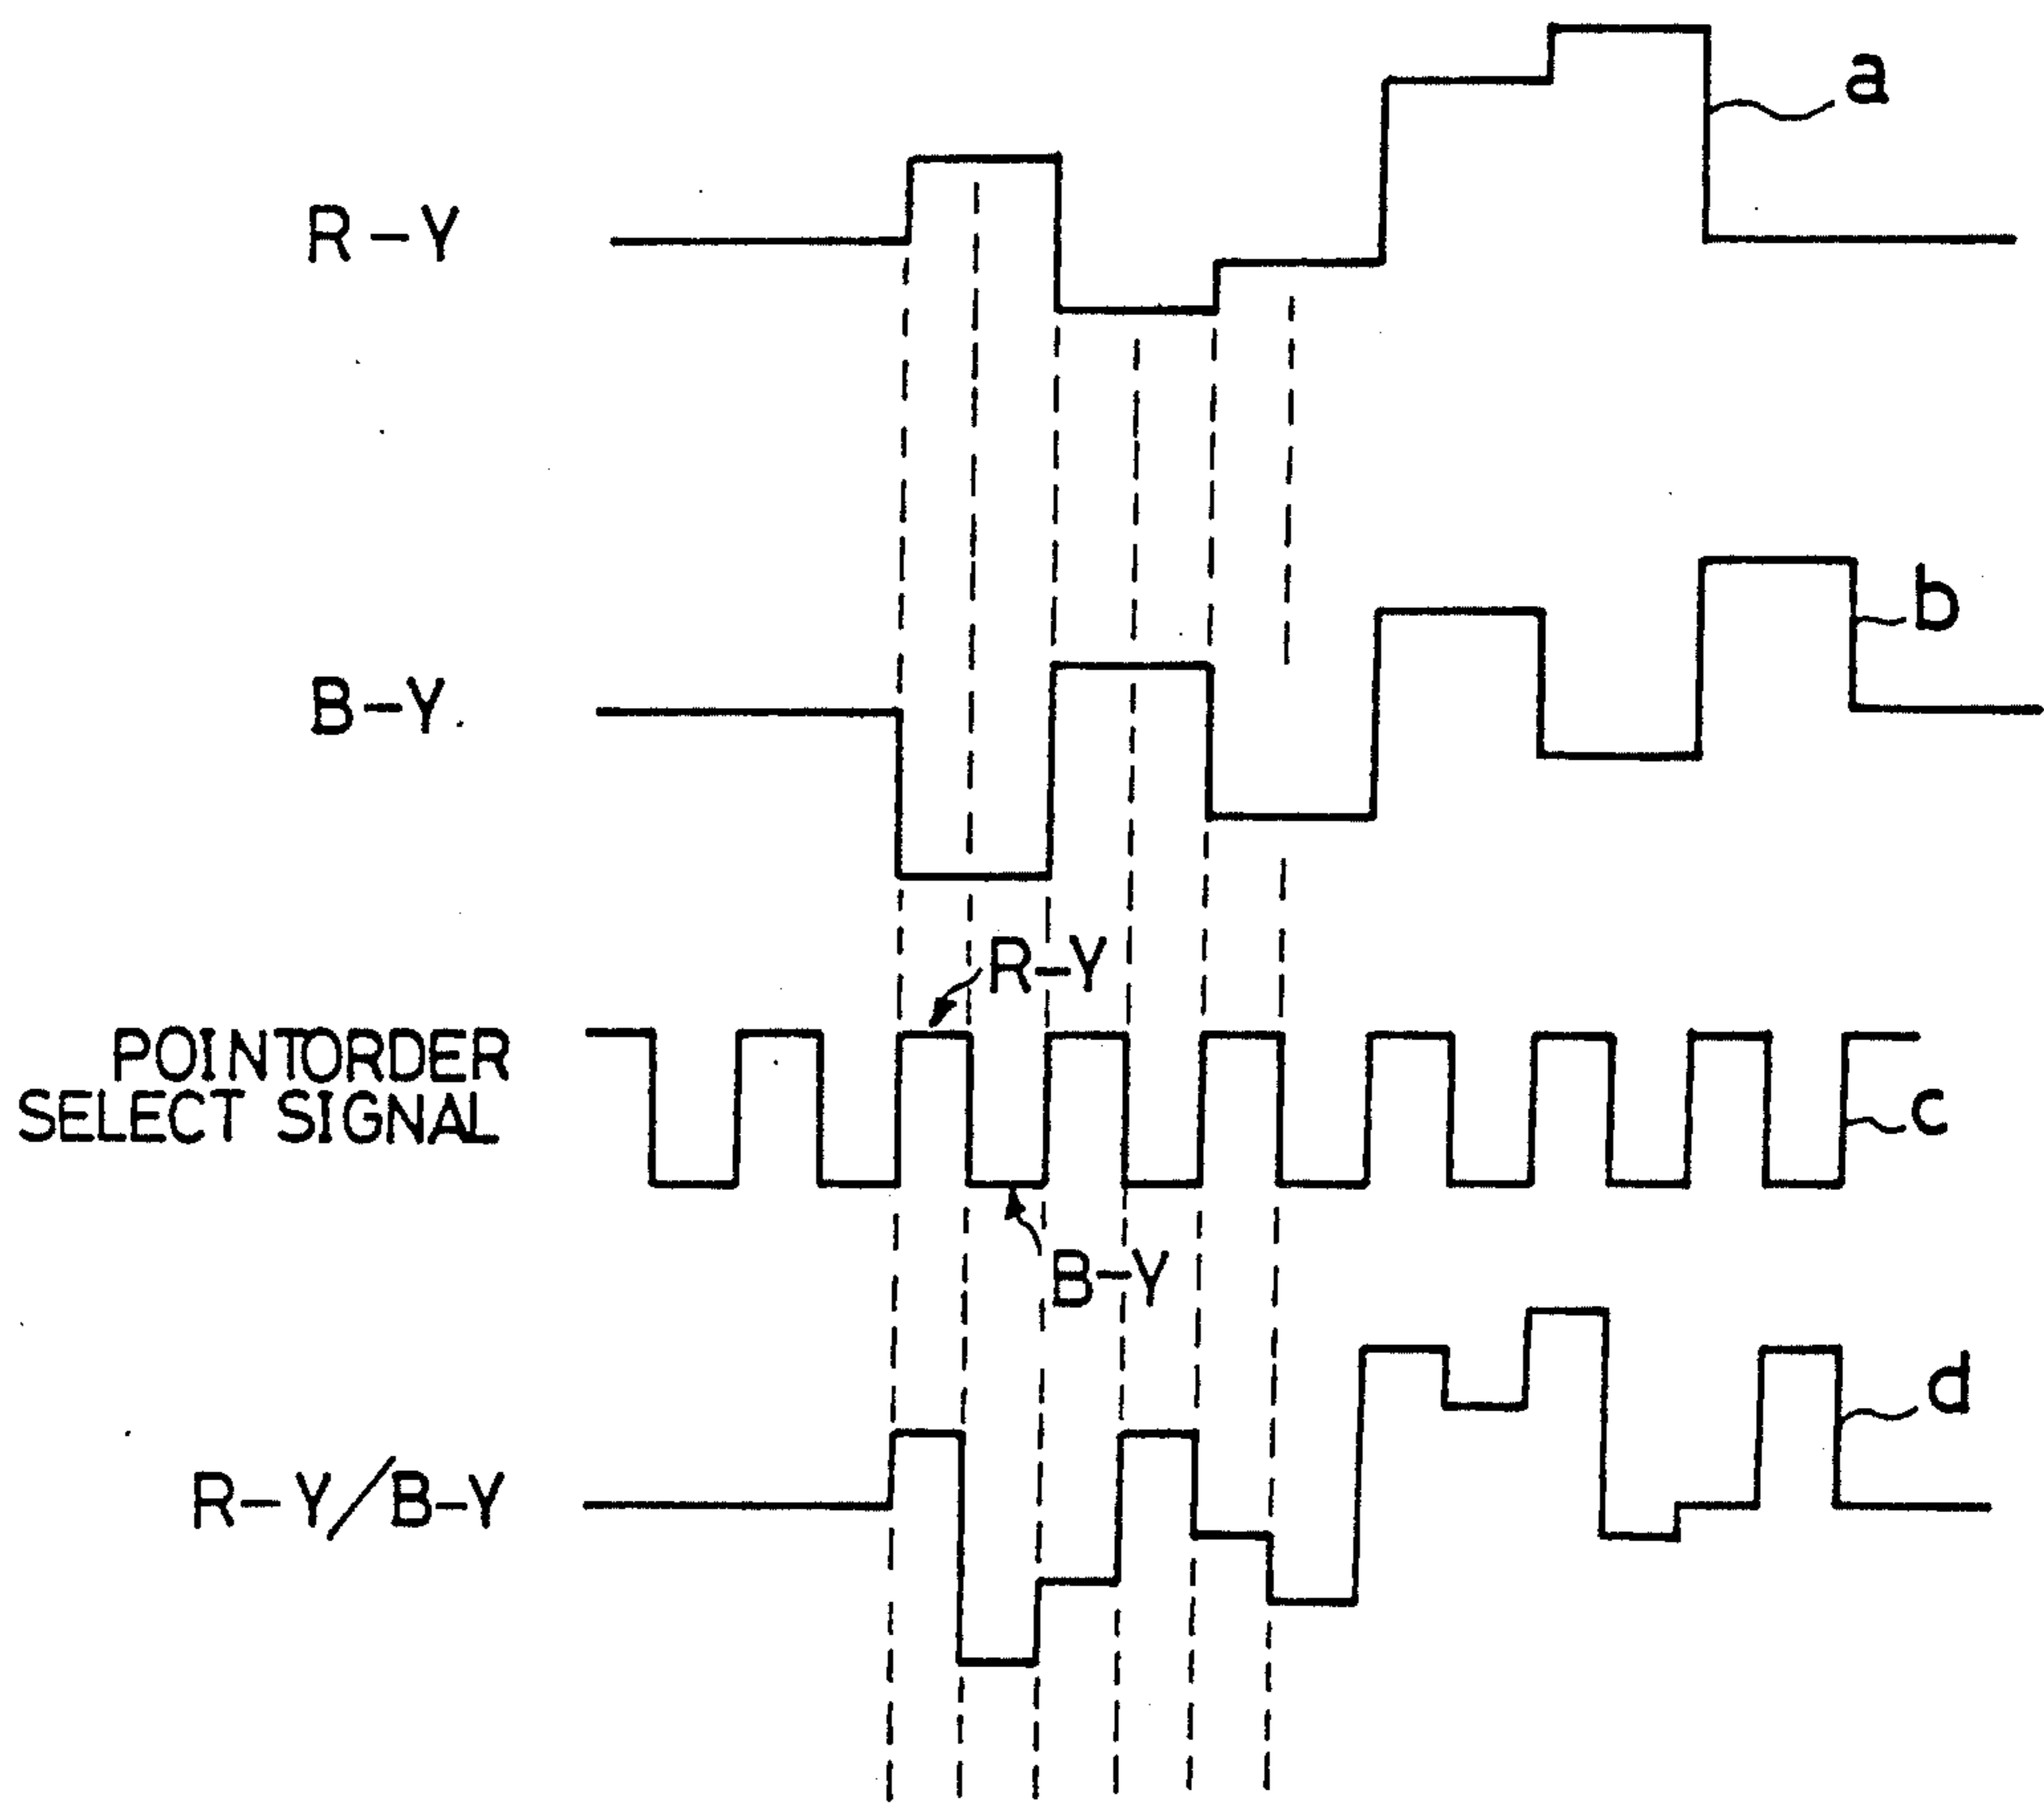 a
R-Y
b
B-Y.
R-Y
POINTORDER
SELECT SIGNAL
c
B-Y
d
R-Y/B-Y